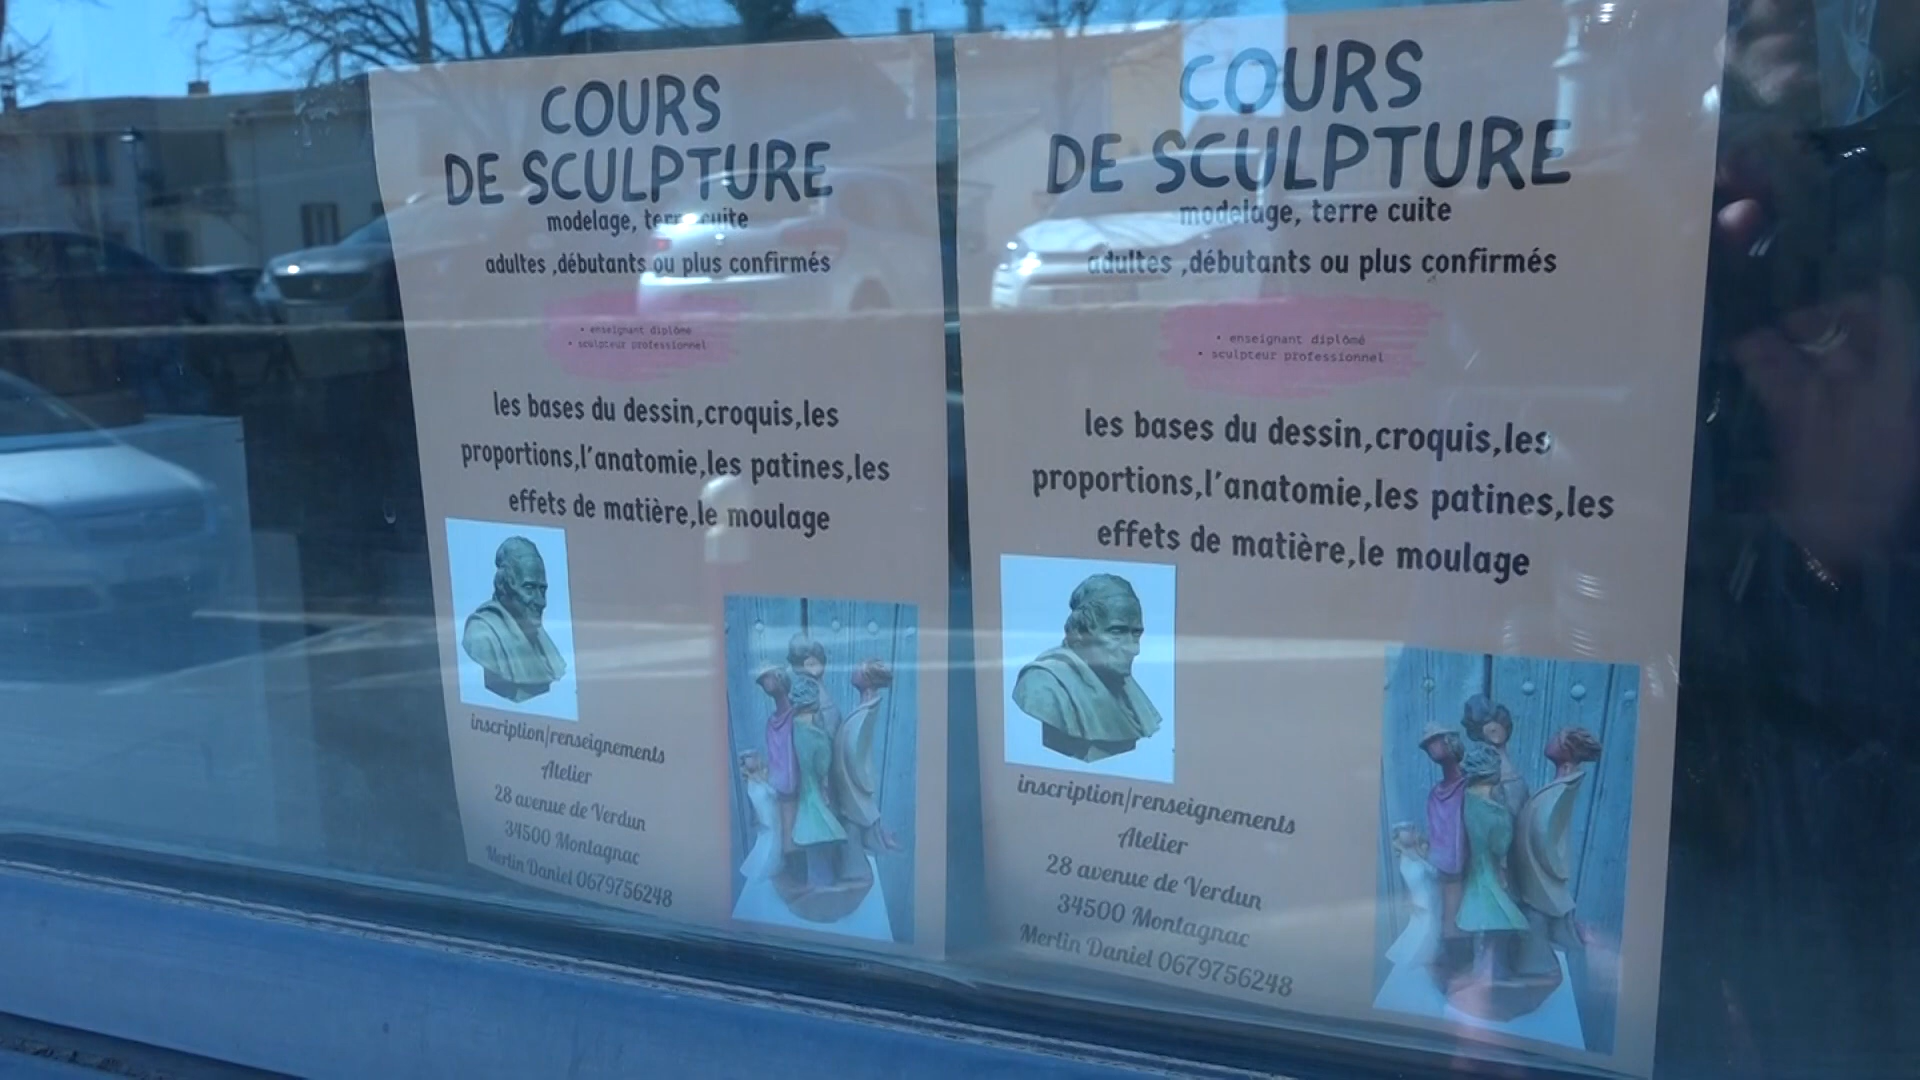 COURS
DE SCULPTURE
modelage, terre cuite
adultes ,débutants ou plus confirmés
• enseignant diplômé
• sculpteur professionnel
les bases du dessin,croquis,les
proportions,l'anatomie,les patines,les
effets de matière,le moulage
inscription/renseignements
Atelier
28 avenue de Verdun
34500 Montagnac
Merlin Daniel 0679756248
COURS
DE SCULPTURE
modelage, terre cuite
adultes ,débutants ou plus confirmés
• enseignant diplômé
• sculpteur professionnel
les bases du dessin,croquis,les
proportions,l'anatomie,les patines,les
effets de matière,le moulage
inscription/renseignements
Atelier
28 avenue de Verdun
34500 Montagnac
Merlin Daniel 0679756248